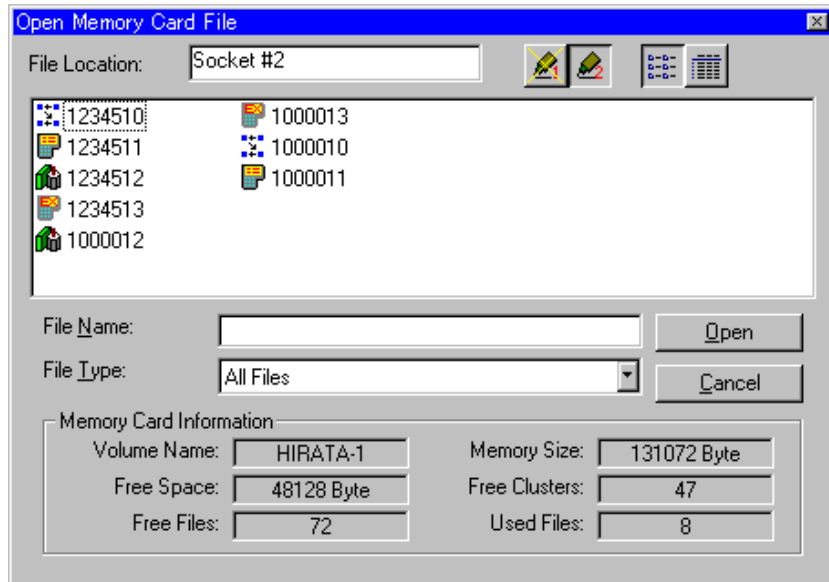 Open Memory Card File
File Location: Socket #2
1 2
1234510 1000013
1234511 1000010
1234512 1000011
1234513
1000012
File Name: Open
File Type: All Files Cancel
Memory Card Information
Volume Name: HIRATA-1 Memory Size: 131072 Byte
Free Space: 48128 Byte Free Clusters: 47
Free Files: 72 Used Files: 8